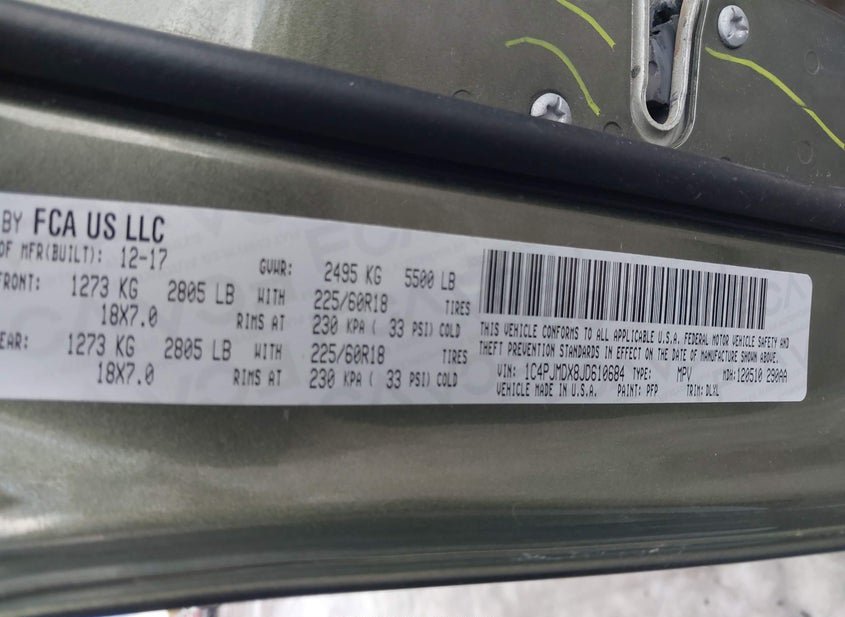 BY FCA US LLC
OF MFR(BUILT): 12-17 GVWR: 2495 KG 5500 LB
FRONT: 1273 KG 2805 LB WITH 225/60R18 TIRES
18X7.0 RIMS AT 230 KPA ( 33 PSI) COLD
EAR: 1273 KG 2805 LB WITH 225/60R18 TIRES
18X7.0 RIMS AT 230 KPA ( 33 PSI) COLD
THIS VEHICLE CONFORMS TO ALL APPLICABLE U.S.A. FEDERAL MOTOR VEHICLE SAFETY AND
THEFT PREVENTION STANDARDS IN EFFECT ON THE DATE OF MANUFACTURE SHOWN ABOVE.
VIN: 1C4PJMDX8JD610684 TYPE: MPV MDH: 120510 290AA
VEHICLE MADE IN U.S.A. PAINT: PFP TRIM: DLXL